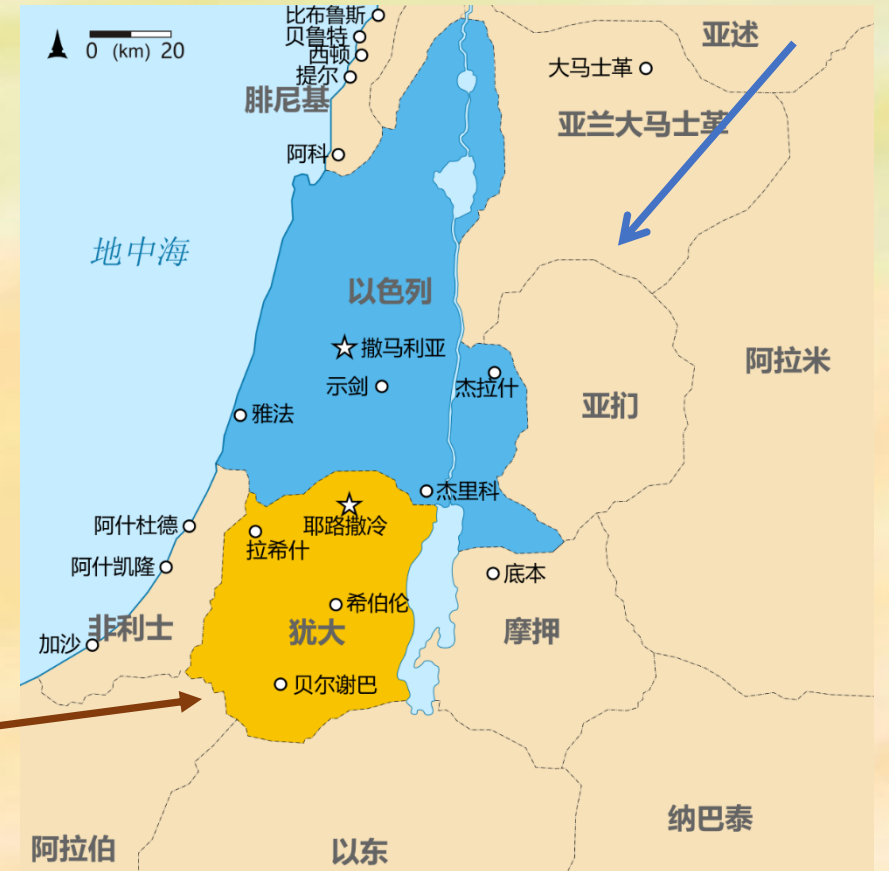 比布鲁斯
贝鲁特
西顿
提尔
腓尼基
阿科
0 (km) 20
亚述
大马士革
亚兰大马士革
地中海
以色列
撒马利亚
示剑
杰拉什
雅法
阿拉米
亚扪
杰里科
耶路撒冷
拉希什
阿什杜德
阿什凯隆
底本
希伯伦
非利士
犹大
摩押
加沙
贝尔谢巴
纳巴泰
阿拉伯
以东